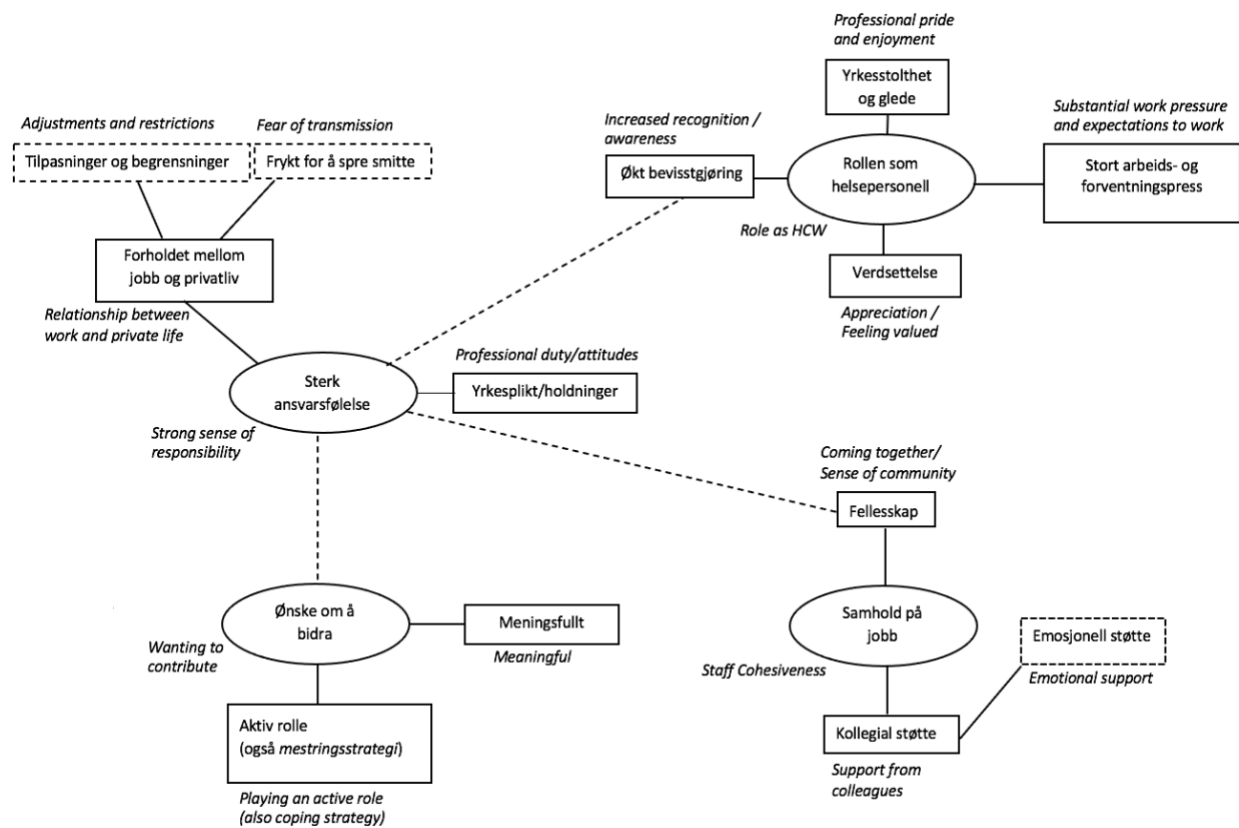 Professional pride
and enjoyment
Yrkesstolthet
og glede
Adjustments and restrictions
Tilpasninger og begrensninger
Fear of transmission
Frykt for å spre smitte
Increased recognition /
awareness
Økt bevisstgjøring
Rollen som
helsepersonell
Role as HCW
Substantial work pressure
and expectations to work
Stort arbeids- og
forventningspress
Verdsettelse
Appreciation /
Feeling valued
Forholdet mellom
jobb og privatliv
Relationship between
work and private life
Sterk
ansvarsfølelse
Strong sense of
responsibility
Professional duty/attitudes
Yrkesplikt/holdninger
Coming together/
Sense of community
Fellesskap
Ønske om å
bidra
Wanting to
contribute
Meningsfullt
Meaningful
Samhold på
jobb
Staff Cohesiveness
Emosjonell støtte
Emotional support
Aktiv rolle
(også mestringsstrategi)
Playing an active role
(also coping strategy)
Kollegial støtte
Support from
colleagues